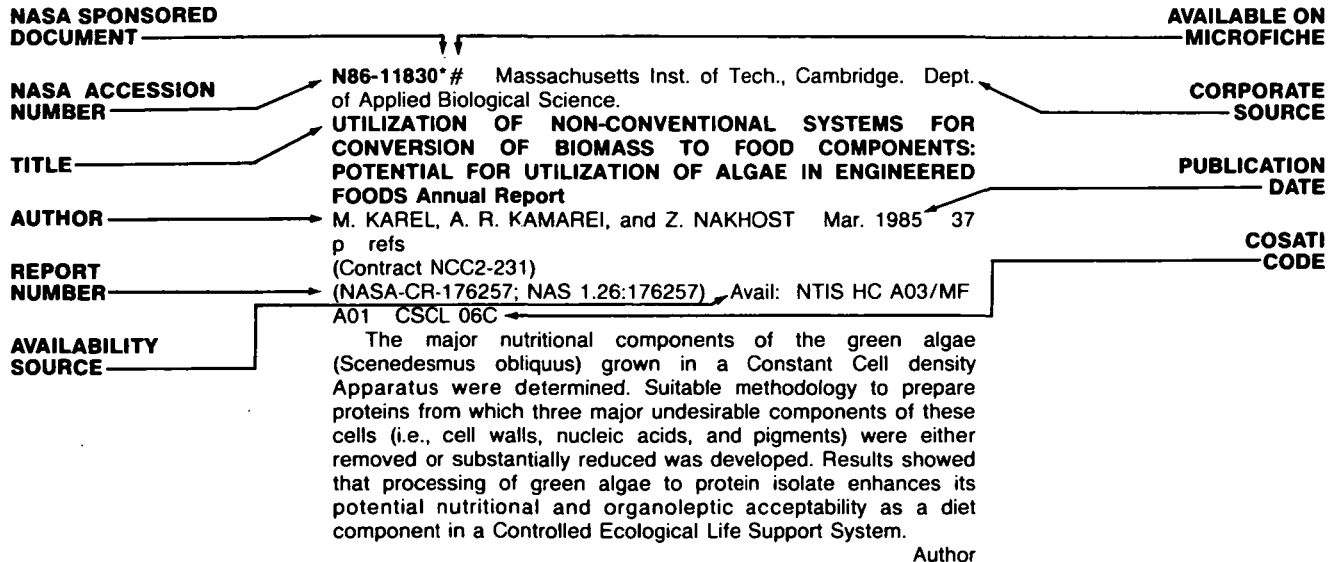 NASA SPONSORED
DOCUMENT
AVAILABLE ON
MICROFICHE
NASA ACCESSION
NUMBER
CORPORATE
SOURCE
TITLE
PUBLICATION
DATE
AUTHOR
COSATI
CODE
REPORT
NUMBER
AVAILABILITY
SOURCE
N86-11830*# Massachusetts Inst. of Tech., Cambridge. Dept.
of Applied Biological Science.
UTILIZATION OF NON-CONVENTIONAL SYSTEMS FOR
CONVERSION OF BIOMASS TO FOOD COMPONENTS:
POTENTIAL FOR UTILIZATION OF ALGAE IN ENGINEERED
FOODS Annual Report
M. KAREL, A. R. KAMAREI, and Z. NAKHOST Mar. 1985 37
p refs
(Contract NCC2-231)
(NASA-CR-176257; NAS 1.26:176257) Avail: NTIS HC A03/MF
A01 CSCL 06C
The major nutritional components of the green algae
(Scenedesmus obliquus) grown in a Constant Cell density
Apparatus were determined. Suitable methodology to prepare
proteins from which three major undesirable components of these
cells (i.e., cell walls, nucleic acids, and pigments) were either
removed or substantially reduced was developed. Results showed
that processing of green algae to protein isolate enhances its
potential nutritional and organoleptic acceptability as a diet
component in a Controlled Ecological Life Support System.
Author